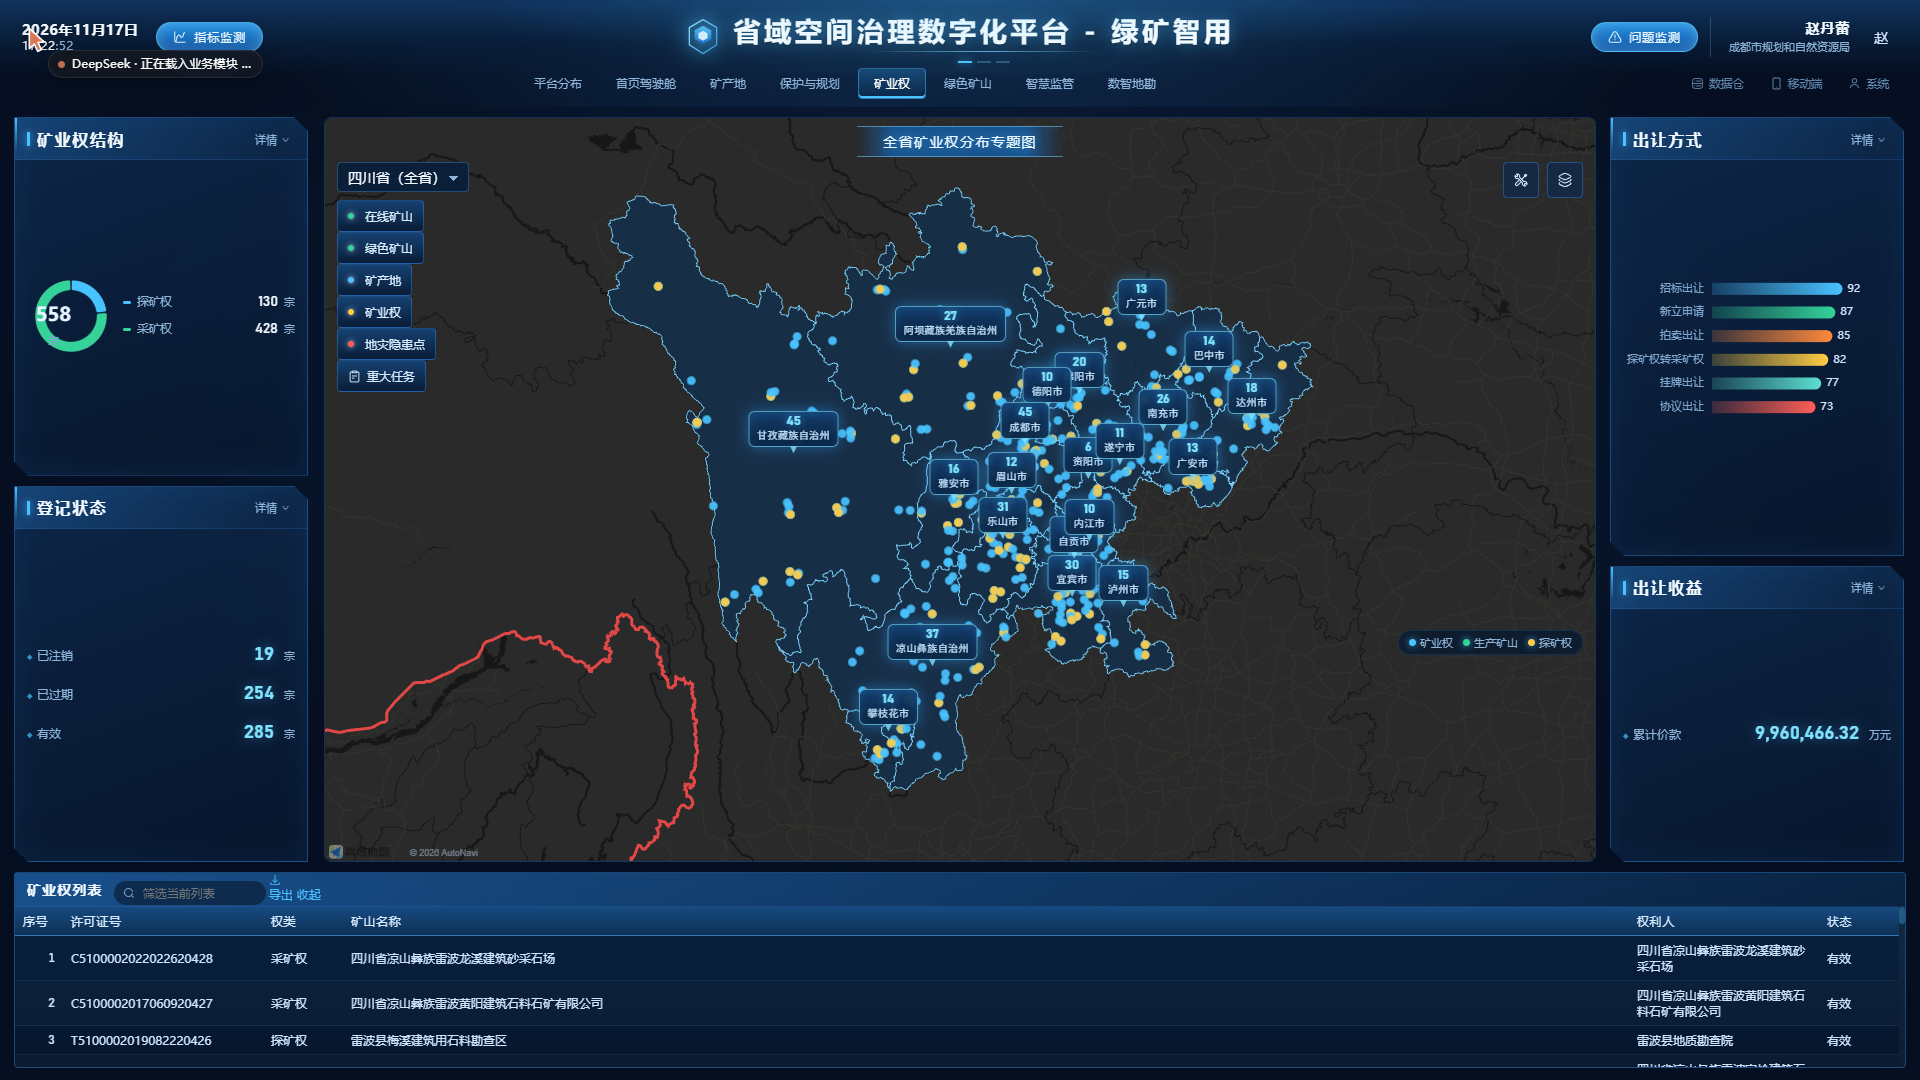 2026年11月17日
:22:52
指标监测
DeepSeek · 正在载入业务模块 ...
省域空间治理数字化平台 - 绿矿智用
问题监测
赵丹蕾
成都市规划和自然资源局
赵
平台分布
首页驾驶舱
矿产地
保护与规划
矿业权
绿色矿山
智慧监管
数智地勘
数据仓
移动端
系统
矿业权结构
详情
558
探矿权 130 宗
采矿权 428 宗
登记状态
详情
已注销 19 宗
已过期 254 宗
有效 285 宗
全省矿业权分布专题图
四川省（全省）
在线矿山
绿色矿山
矿产地
矿业权
地灾隐患点
重大任务
13
广元市
27
阿坝藏族羌族自治州
14
巴中市
20
阳市
10
德阳市
18
达州市
26
南充市
45
成都市
45
甘孜藏族自治州
11
遂宁市
6
资阳市
13
广安市
12
眉山市
16
雅安市
31
乐山市
10
内江市
自贡市
30
宜宾市
15
泸州市
37
凉山彝族自治州
14
攀枝花市
矿业权 生产矿山 探矿权
© 2026 AutoNavi
出让方式
详情
招标出让 92
新立申请 87
拍卖出让 85
探矿权转采矿权 82
挂牌出让 77
协议出让 73
出让收益
详情
累计价款 9,960,466.32 万元
矿业权列表
筛选当前列表
导出 收起
序号 许可证号 权类 矿山名称 权利人 状态
1 C5100002022022620428 采矿权 四川省凉山彝族雷波龙溪建筑砂采石场 四川省凉山彝族雷波龙溪建筑砂采石场 有效
2 C5100002017060920427 采矿权 四川省凉山彝族雷波黄阳建筑石料石矿有限公司 四川省凉山彝族雷波黄阳建筑石料石矿有限公司 有效
3 T5100002019082220426 探矿权 雷波县梅溪建筑用石料勘查区 雷波县地质勘查院 有效